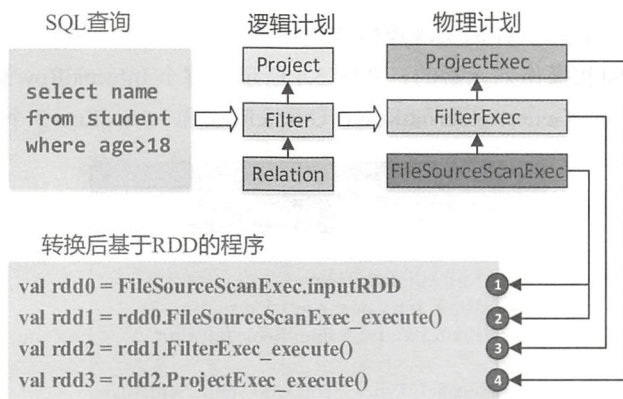 SQL查询
逻辑计划
物理计划
select name
from student
where age>18
Project
Filter
Relation
ProjectExec
FilterExec
FileSourceScanExec
转换后基于RDD的程序
val rdd0 = FileSourceScanExec.inputRDD
1
val rdd1 = rdd0.FileSourceScanExec_execute()
2
val rdd2 = rdd1.FilterExec_execute()
3
val rdd3 = rdd2.ProjectExec_execute()
4